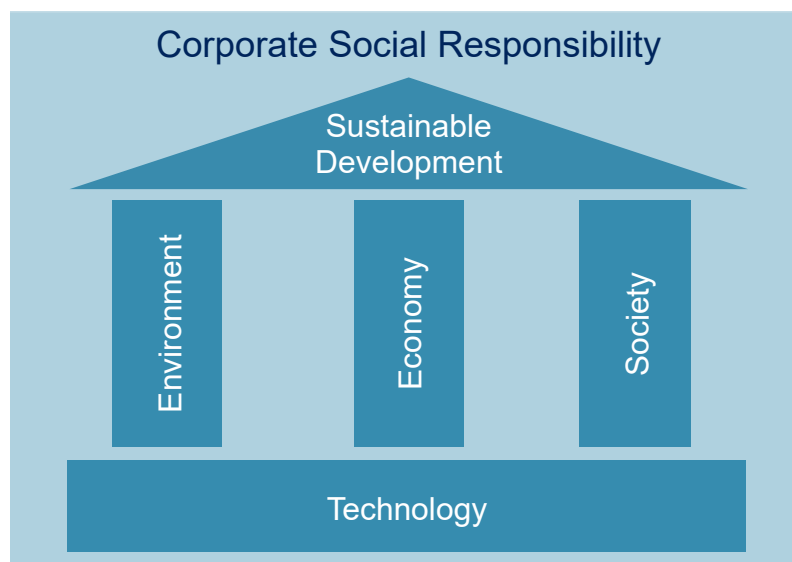 Corporate Social Responsibility
Sustainable
Development
Environment
Economy
Society
Technology